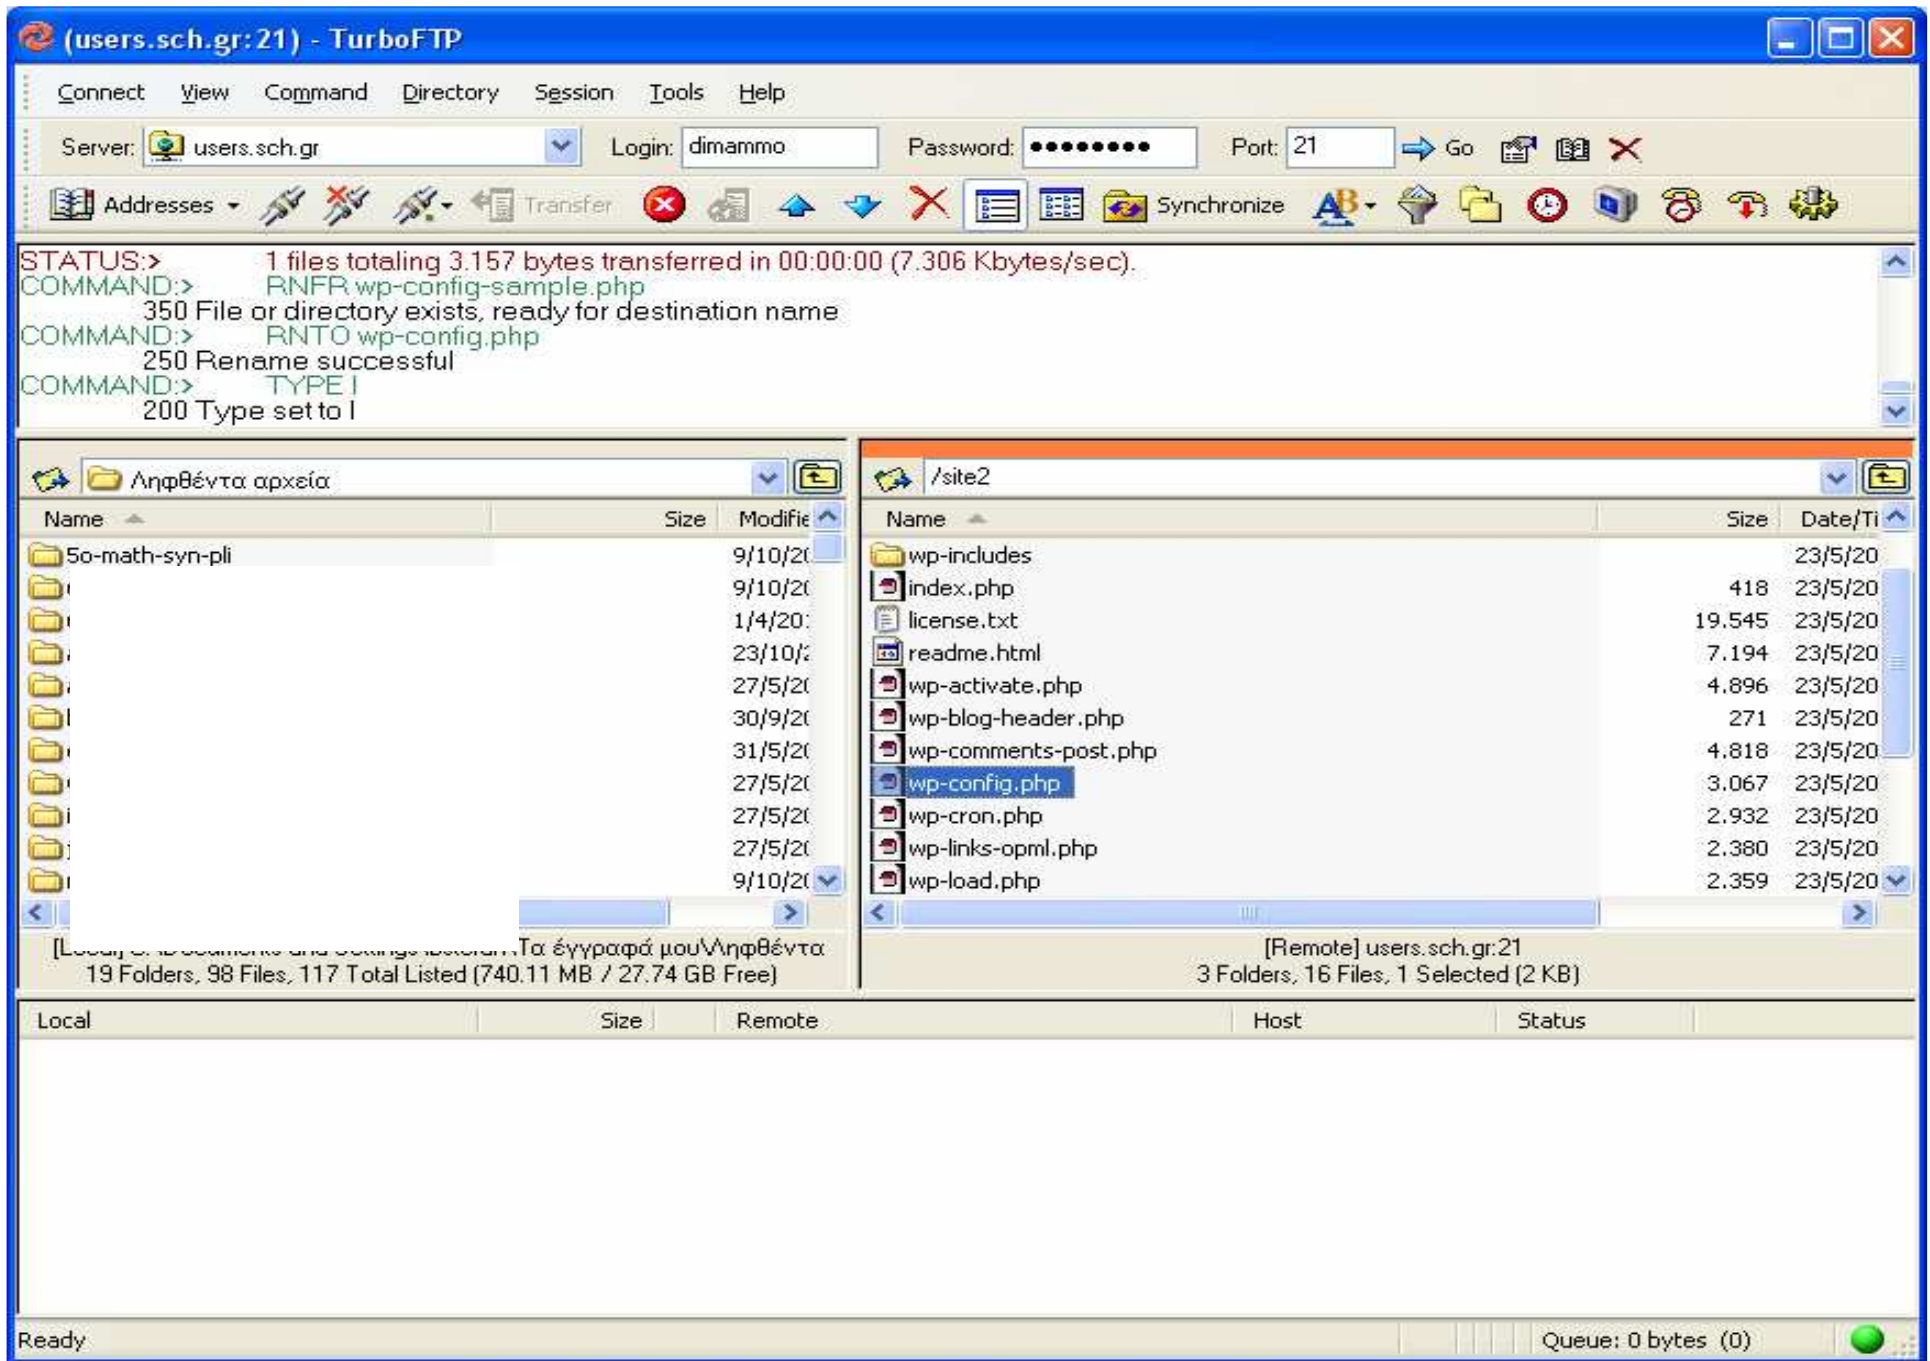 (users.sch.gr:21) - TurboFTP
Connect View Command Directory Session Tools Help
Server: users.sch.gr Login: dimammo Password: ●●●●●●●● Port: 21 Go
Addresses Transfer Synchronize
STATUS:> 1 files totaling 3.157 bytes transferred in 00:00:00 (7.306 Kbytes/sec).
COMMAND:> RNFR wp-config-sample.php
350 File or directory exists, ready for destination name
COMMAND:> RNTO wp-config.php
250 Rename successful
COMMAND:> TYPE I
200 Type set to I
Ληφθέντα αρχεία
Name Size Modifie
5o-math-syn-pli 9/10/20
9/10/20
1/4/20
23/10/2
27/5/20
30/9/20
31/5/20
27/5/20
27/5/20
27/5/20
9/10/20
Τα έγγραφά μου\Ληφθέντα
19 Folders, 98 Files, 117 Total Listed (740.11 MB / 27.74 GB Free)
/site2
Name Size Date/Ti
wp-includes 23/5/20
index.php 418 23/5/20
license.txt 19.545 23/5/20
readme.html 7.194 23/5/20
wp-activate.php 4.896 23/5/20
wp-blog-header.php 271 23/5/20
wp-comments-post.php 4.818 23/5/20
wp-config.php 3.067 23/5/20
wp-cron.php 2.932 23/5/20
wp-links-opml.php 2.380 23/5/20
wp-load.php 2.359 23/5/20
[Remote] users.sch.gr:21
3 Folders, 16 Files, 1 Selected (2 KB)
Local Size Remote Host Status
Ready Queue: 0 bytes (0)